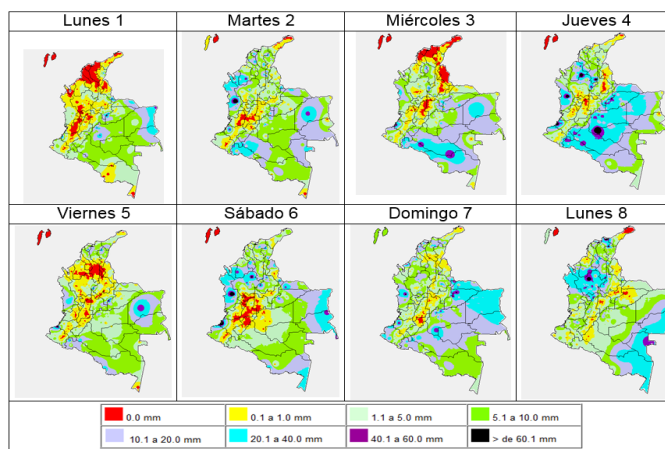 Lunes 1
Martes 2
Miércoles 3
Jueves 4
Viernes 5
Sábado 6
Domingo 7
Lunes 8
0.0 mm
0.1 a 1.0 mm
1.1 a 5.0 mm
5.1 a 10.0 mm
10.1 a 20.0 mm
20.1 a 40.0 mm
40.1 a 60.0 mm
> de 60.1 mm